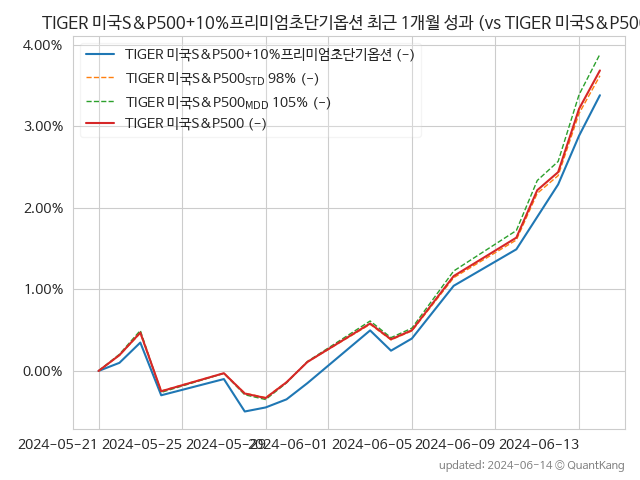 TIGER 미국S&P500+10%프리미엄초단기옵션 최근 1개월 성과 (vs TIGER 미국S&P500
4.00%
3.00%
2.00%
1.00%
0.00%
TIGER 미국S&P500+10%프리미엄초단기옵션 (-)
TIGER 미국S&P500STD 98% (-)
TIGER 미국S&P500MDD 105% (-)
TIGER 미국S&P500 (-)
2024-05-21 2024-05-25 2024-05-29 2024-06-01 2024-06-05 2024-06-09 2024-06-13
updated: 2024-06-14 © QuantKang